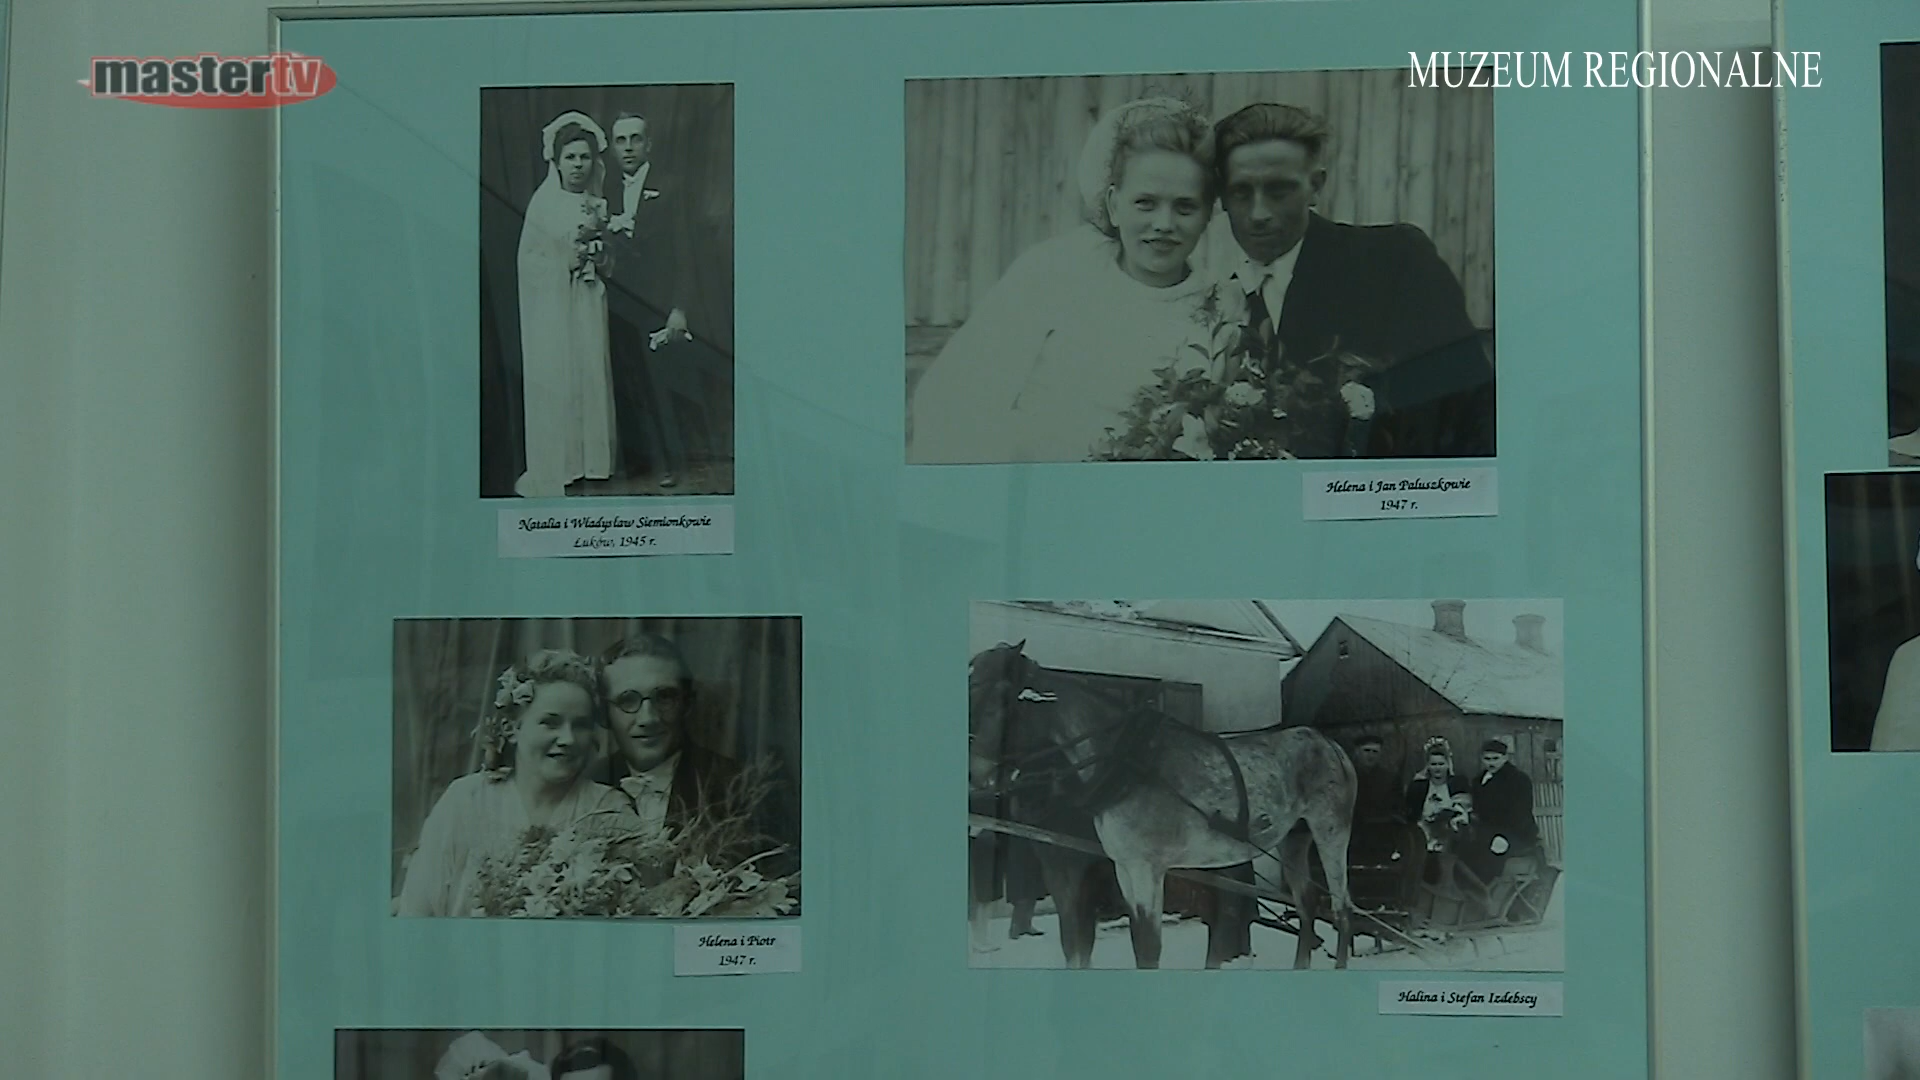 mastertv
MUZEUM REGIONALNE
Natalia i Władysław Siemionkowie
Łuków, 1945 r.
Helena i Jan Paluszkowie
1947 r.
Helena i Piotr
1947 r.
Halina i Stefan Izdebscy